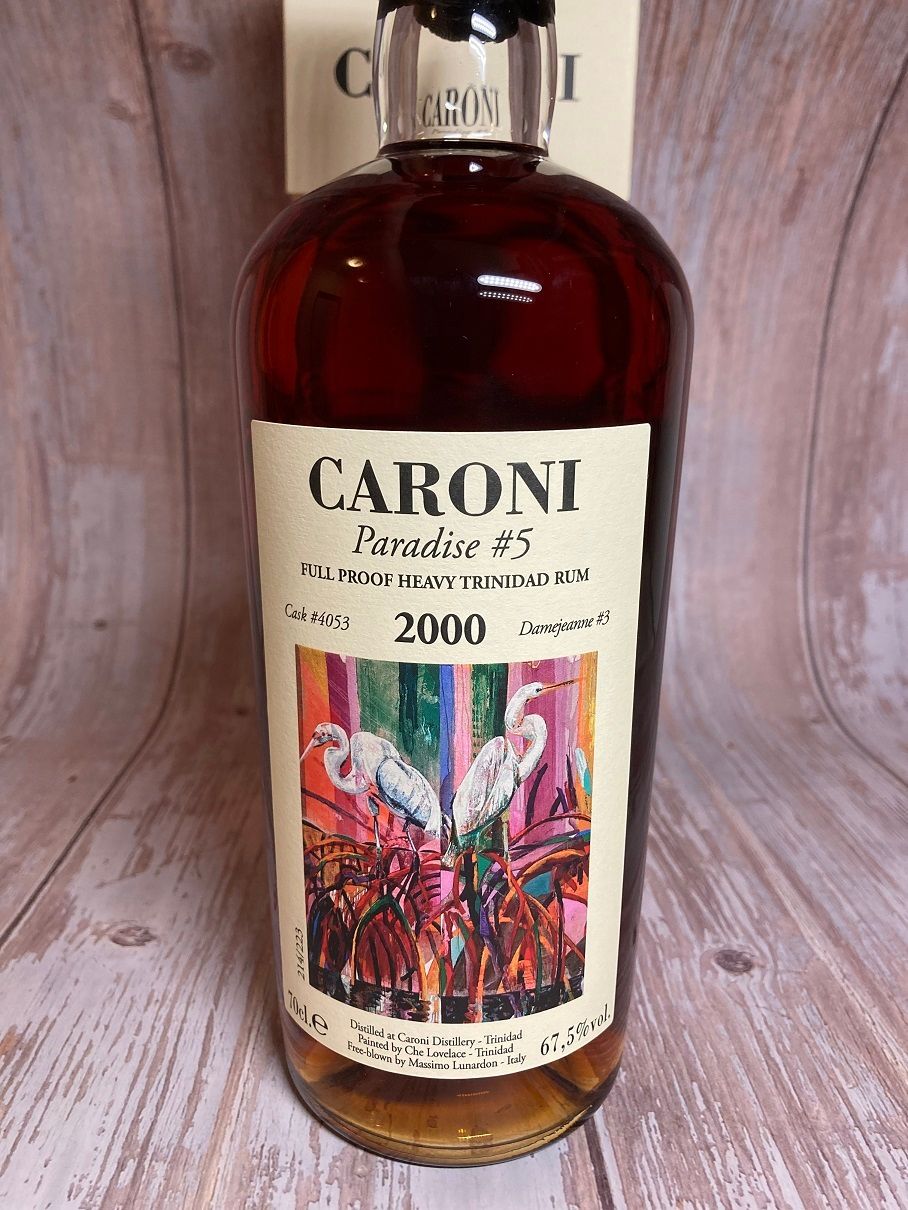 CARONI
CARONI
Paradise #5
FULL PROOF HEAVY TRINIDAD RUM
Cask #4053
2000
Damejeanne #3
214/223
70cl.e
67,5%vol.
Distilled at Caroni Distillery - Trinidad
Painted by Che Lovelace - Trinidad
Free-blown by Massimo Lunardon - Italy